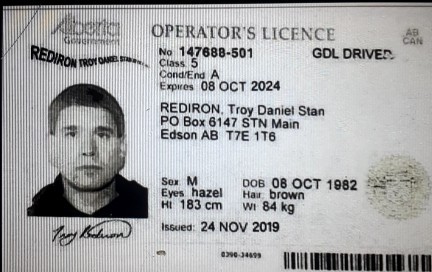 Alberta
Government
OPERATOR'S LICENCE
AB
CAN
REDIRON TROY DANIEL STAN
No 147688-501 GDL DRIVER
Class 5
Cond/End A
Expires 08 OCT 2024
REDIRON, Troy Daniel Stan
PO Box 6147 STN Main
Edson AB T7E 1T6
Sex M DOB 08 OCT 1982
Eyes hazel Hair brown
Ht 183 cm Wt 84 kg
Issued: 24 NOV 2019
Troy Rediron
0390-34699